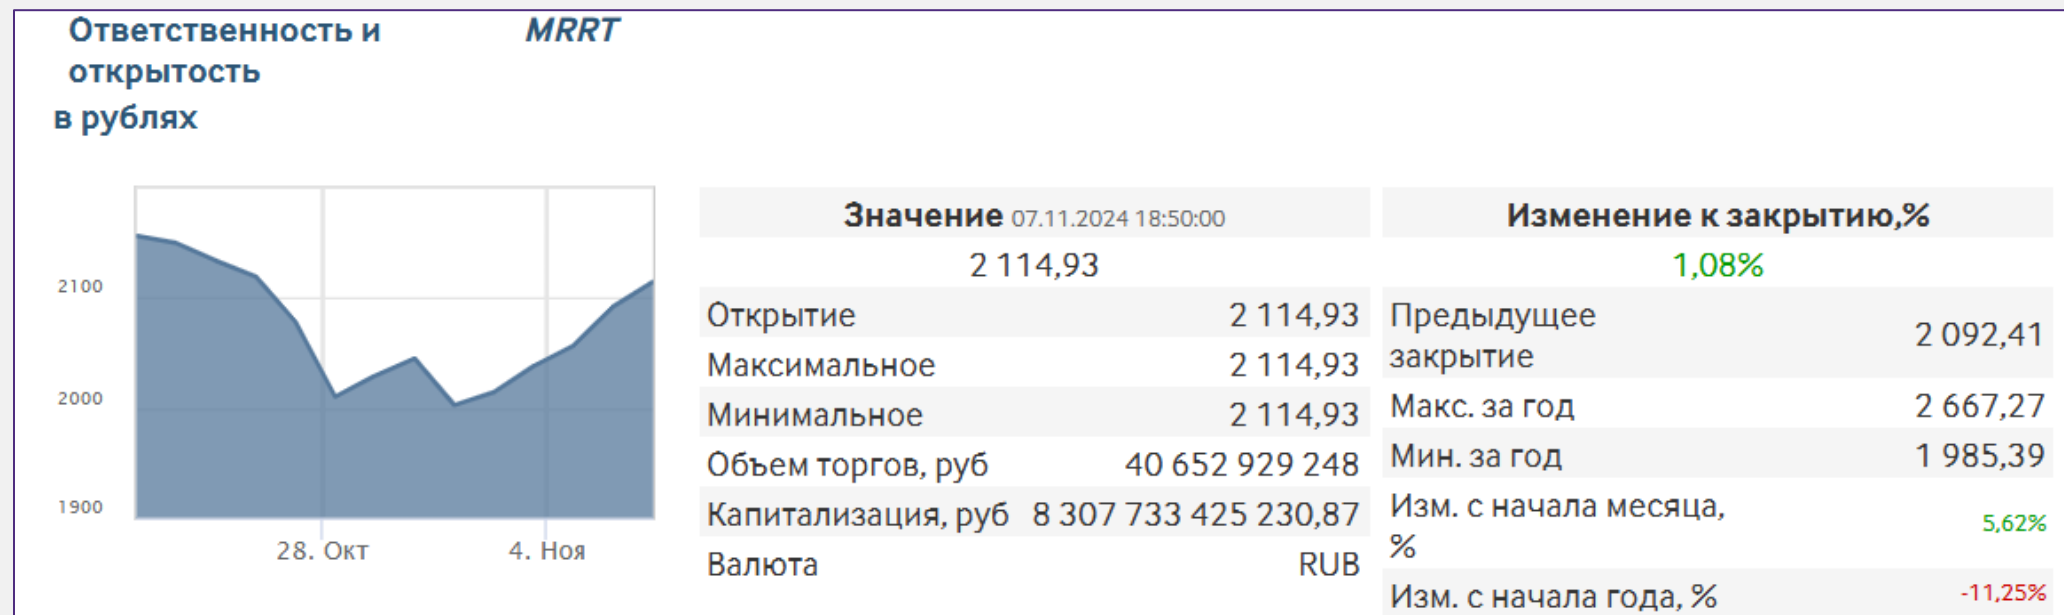 Ответственность и MRRT
открытость
в рублях
2100
2000
1900
28. Окт 4. Ноя
Значение 07.11.2024 18:50:00
2 114,93
Открытие 2 114,93
Максимальное 2 114,93
Минимальное 2 114,93
Объем торгов, руб 40 652 929 248
Капитализация, руб 8 307 733 425 230,87
Валюта RUB
Изменение к закрытию,%
1,08%
Предыдущее
закрытие 2 092,41
Макс. за год 2 667,27
Мин. за год 1 985,39
Изм. с начала месяца,
% 5,62%
Изм. с начала года, % -11,25%